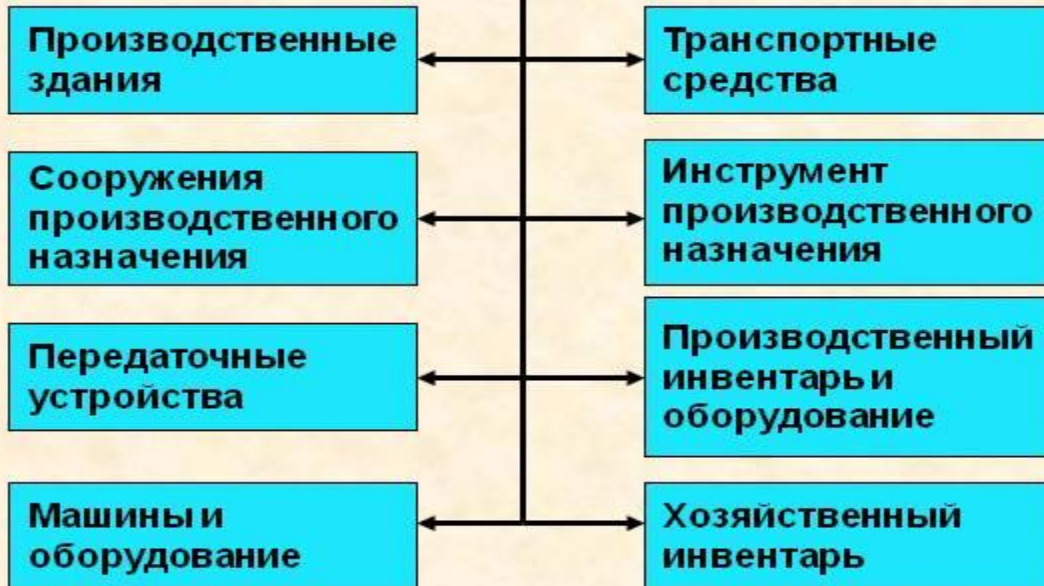 Производственные
здания
Сооружения
производственного
назначения
Передаточные
устройства
Машины и
оборудование
Транспортные
средства
Инструмент
производственного
назначения
Производственный
инвентарь и
оборудование
Хозяйственный
инвентарь